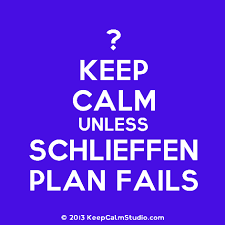 ?
KEEP
CALM
UNLESS
SCHLIEFFEN
PLAN FAILS
© 2013 KeepCalmStudio.com